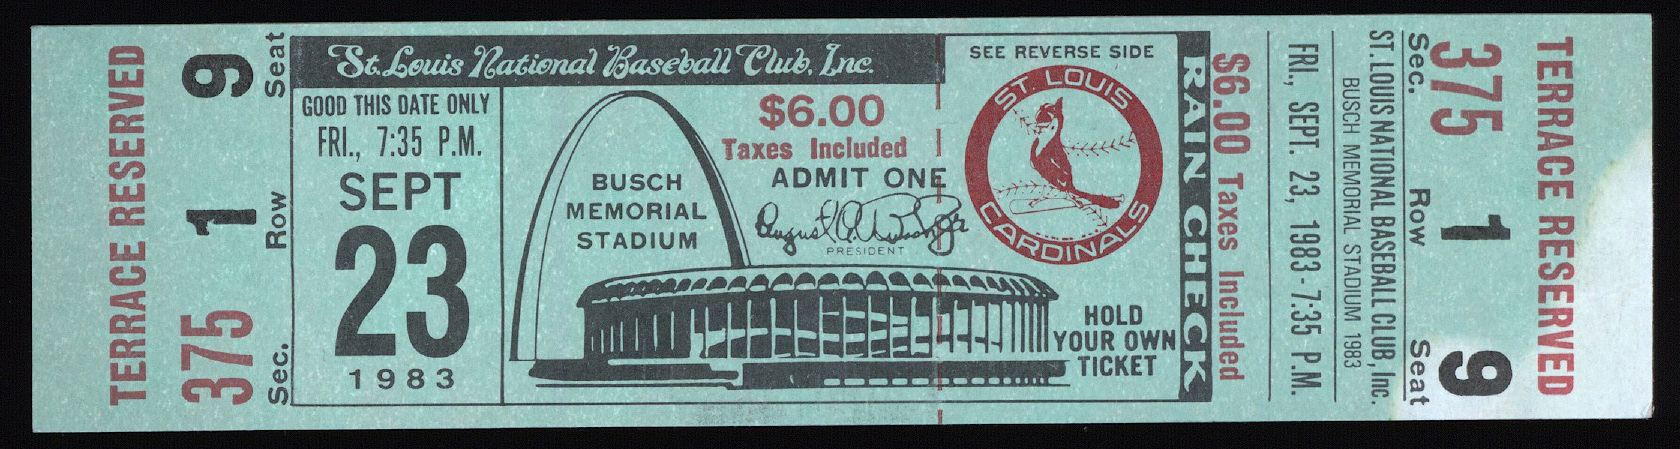 TERRACE RESERVED
375 1 9
Sec. Row Seat
St. Louis National Baseball Club, Inc.
GOOD THIS DATE ONLY
FRI., 7:35 P.M.
SEPT
23
1983
BUSCH
MEMORIAL
STADIUM
$6.00
Taxes Included
ADMIT ONE
August A. Busch Jr
PRESIDENT
SEE REVERSE SIDE
ST LOUIS
CARDINALS
HOLD
YOUR OWN
TICKET
RAIN CHECK
$6.00 Taxes Included
FRI., SEPT. 23, 1983 - 7:35 P.M.
BUSCH MEMORIAL STADIUM 1983
ST. LOUIS NATIONAL BASEBALL CLUB, Inc.
Sec. Row Seat
375 1 9
TERRACE RESERVED